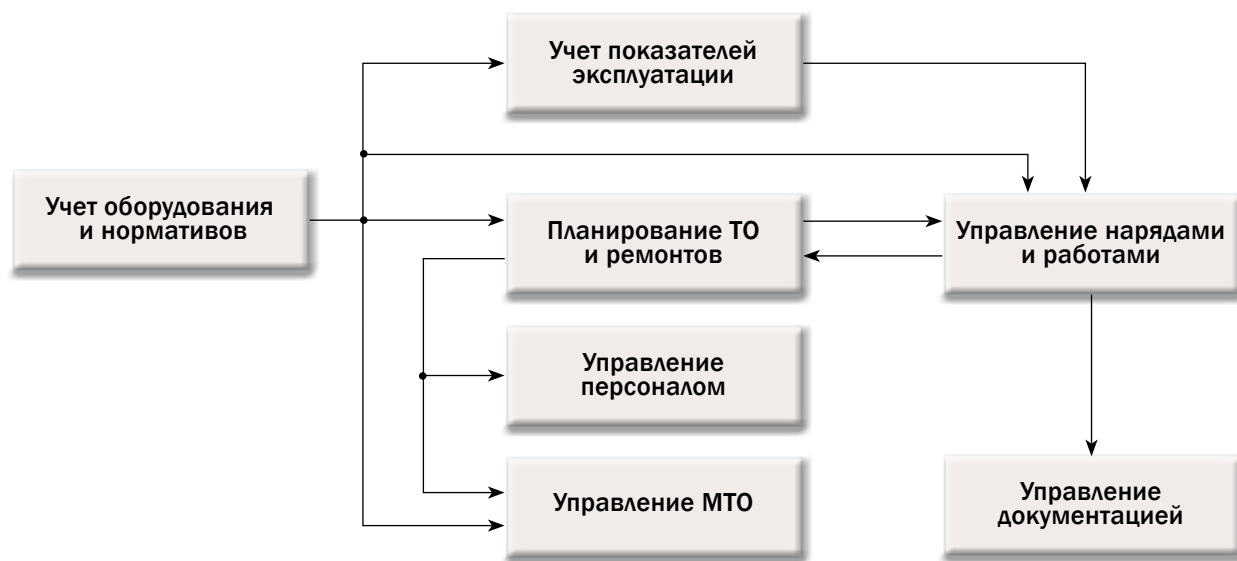 Учет показателей
эксплуатации
Учет оборудования
и нормативов
Планирование ТО
и ремонтов
Управление нарядами
и работами
Управление
персоналом
Управление МТО
Управление
документацией